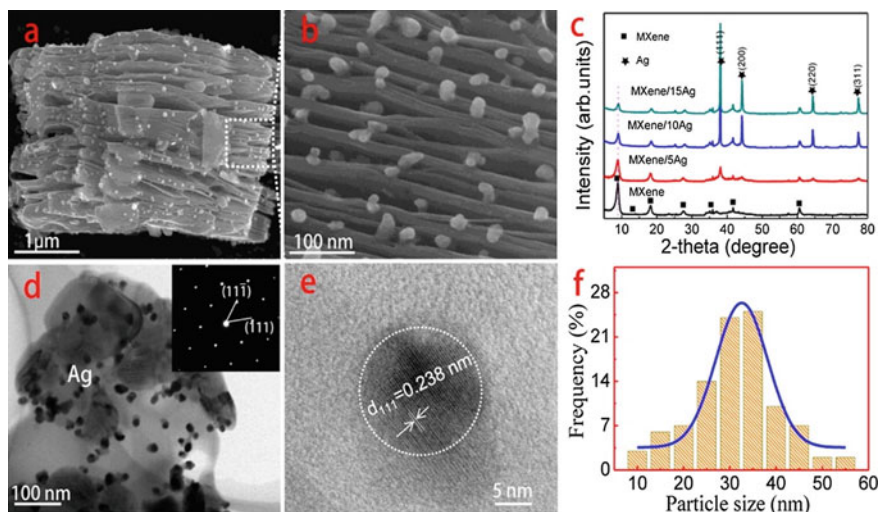 a
1μm
b
100 nm
c
Intensity (arb.units)
MXene
Ag
(111)
(200)
(220)
(311)
MXene/15Ag
MXene/10Ag
MXene/5Ag
MXene
10 20 30 40 50 60 70 80
2-theta (degree)
d
(111̄)
(111)
Ag
100 nm
e
d₁₁₁=0.238 nm
5 nm
f
Frequency (%)
28
21
14
7
0
0 10 20 30 40 50 60
Particle size (nm)